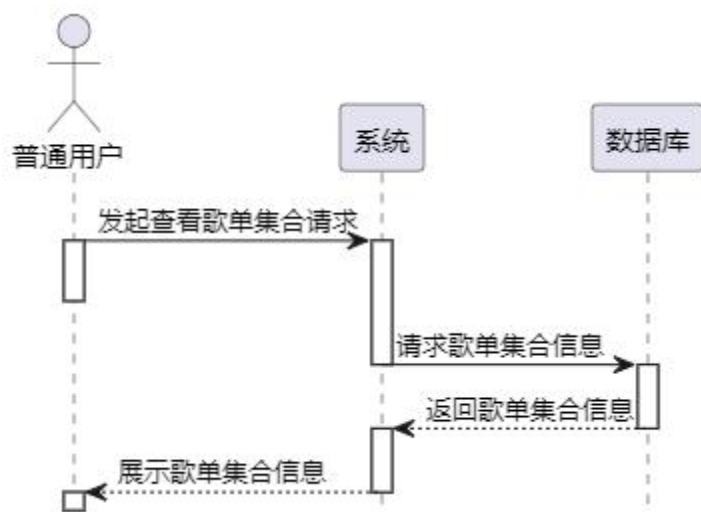 普通用户
系统
数据库
发起查看歌单集合请求
请求歌单集合信息
返回歌单集合信息
展示歌单集合信息